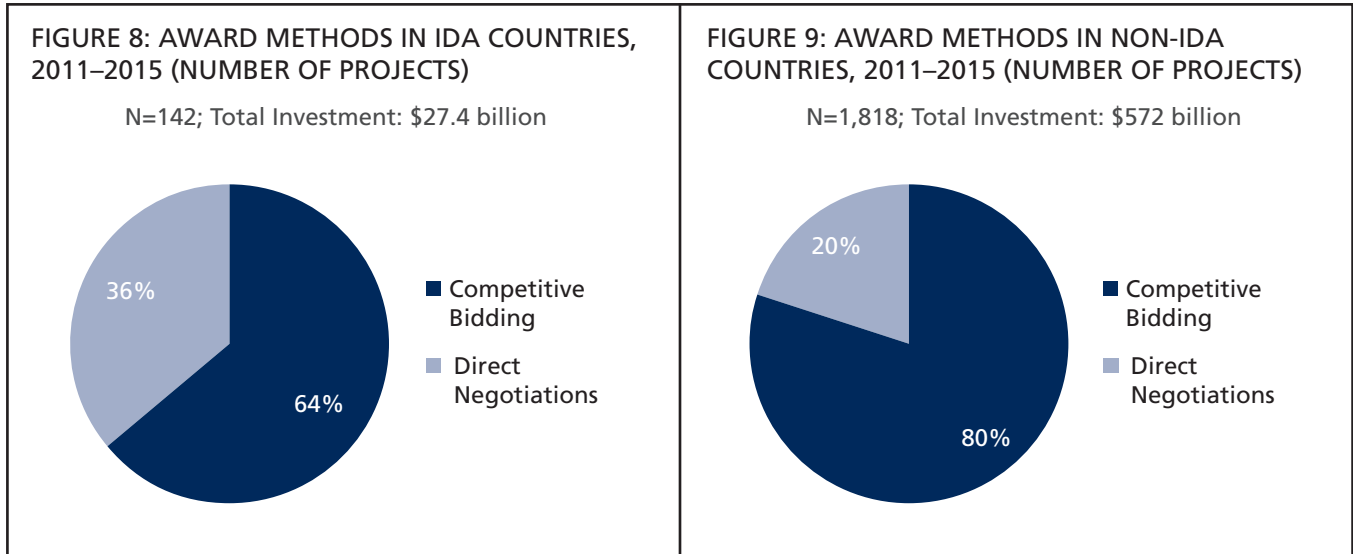 FIGURE 8: AWARD METHODS IN IDA COUNTRIES,
2011–2015 (NUMBER OF PROJECTS)
N=142; Total Investment: $27.4 billion
36%
64%
Competitive
Bidding
Direct
Negotiations
FIGURE 9: AWARD METHODS IN NON-IDA
COUNTRIES, 2011–2015 (NUMBER OF PROJECTS)
N=1,818; Total Investment: $572 billion
20%
80%
Competitive
Bidding
Direct
Negotiations